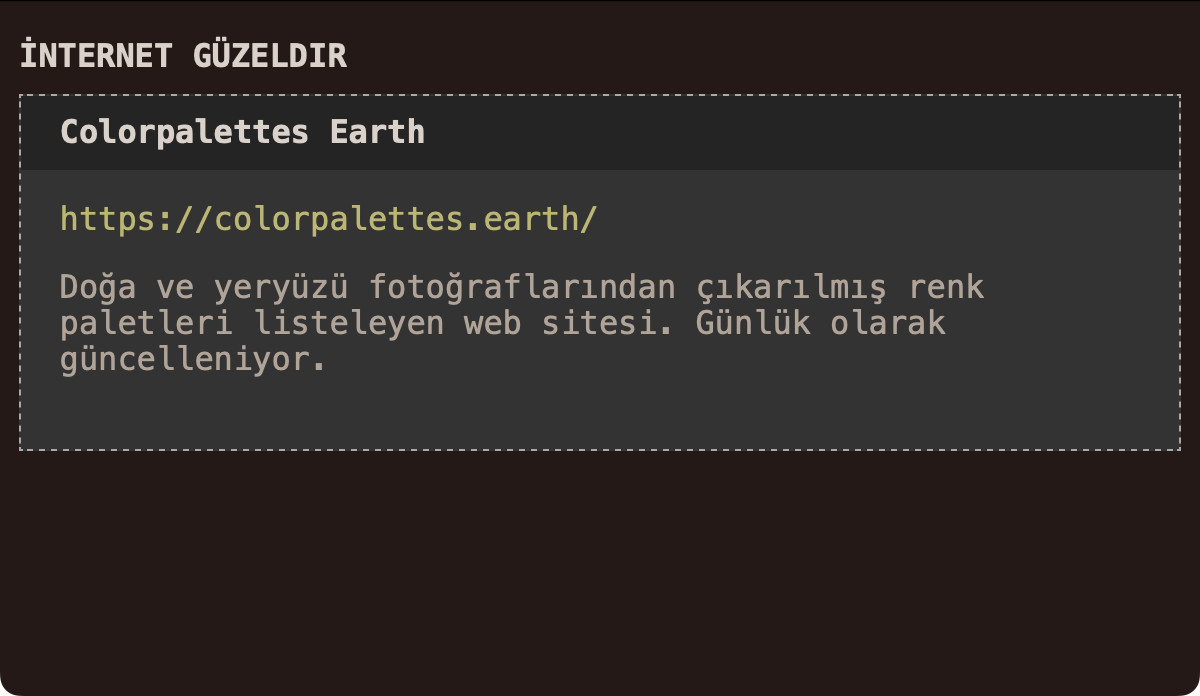 İNTERNET GÜZELDIR
Colorpalettes Earth
https://colorpalettes.earth/
Doğa ve yeryüzü fotoğraflarından çıkarılmış renk
paletleri listeleyen web sitesi. Günlük olarak
güncelleniyor.